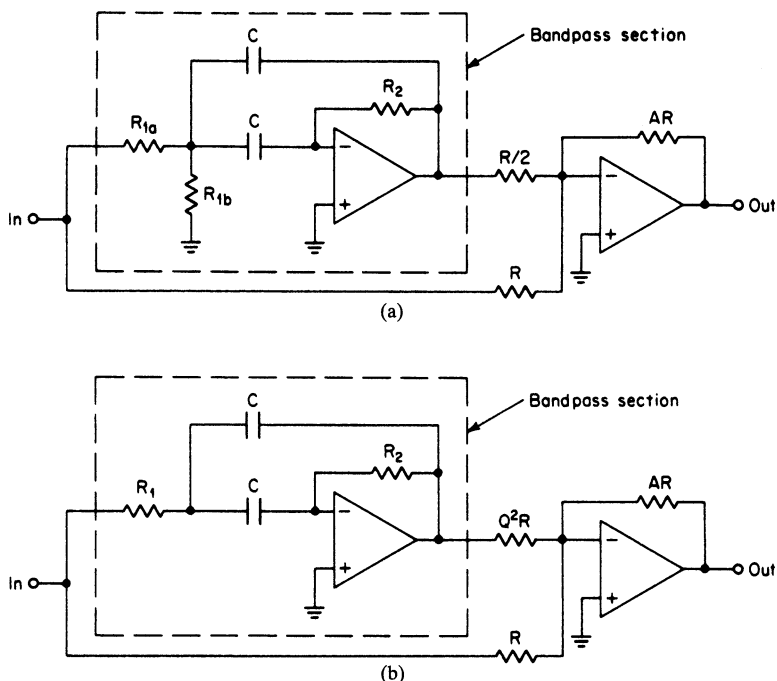 C
Bandpass section
R2
R1a
C
AR
R/2
R1b
In
Out
R
(a)
C
Bandpass section
R2
R1
C
AR
Q²R
In
Out
R
(b)